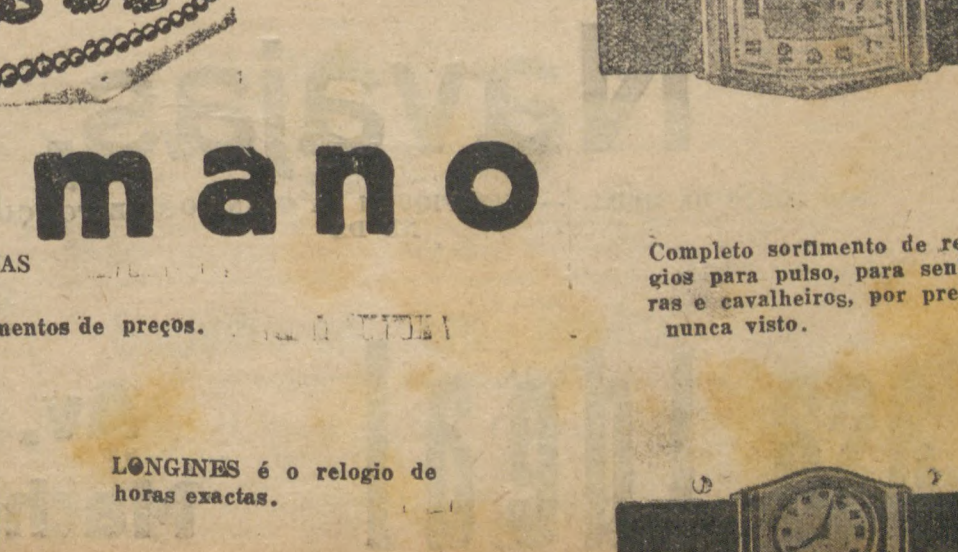 mano
AS
mentos de preços.
Completo sortimento de re
gios para pulso, para sen
ras e cavalheiros, por pre
nunca visto.
LONGINES é o relogio de
horas exactas.